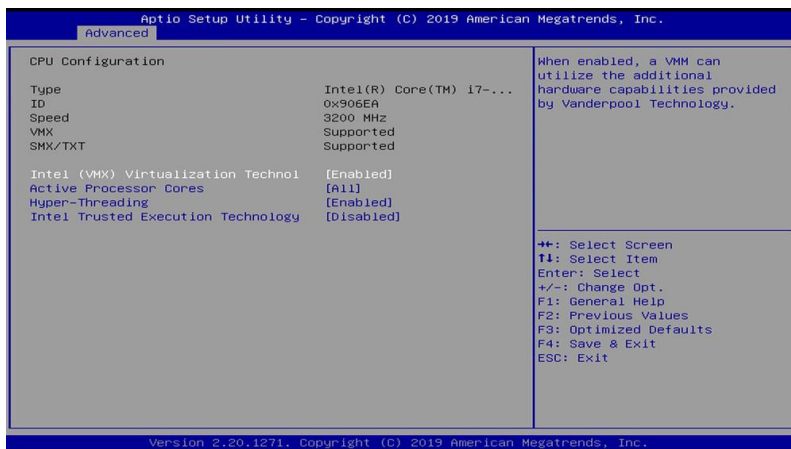 Aptio Setup Utility – Copyright (C) 2019 American Megatrends, Inc.
Advanced
CPU Configuration
Type Intel(R) Core(TM) i7-...
ID 0x906EA
Speed 3200 MHz
VMX Supported
SMX/TXT Supported
Intel (VMX) Virtualization Technol [Enabled]
Active Processor Cores [All]
Hyper-Threading [Enabled]
Intel Trusted Execution Technology [Disabled]
When enabled, a VMM can
utilize the additional
hardware capabilities provided
by Vanderpool Technology.
→←: Select Screen
↑↓: Select Item
Enter: Select
+/-: Change Opt.
F1: General Help
F2: Previous Values
F3: Optimized Defaults
F4: Save & Exit
ESC: Exit
Version 2.20.1271. Copyright (C) 2019 American Megatrends, Inc.